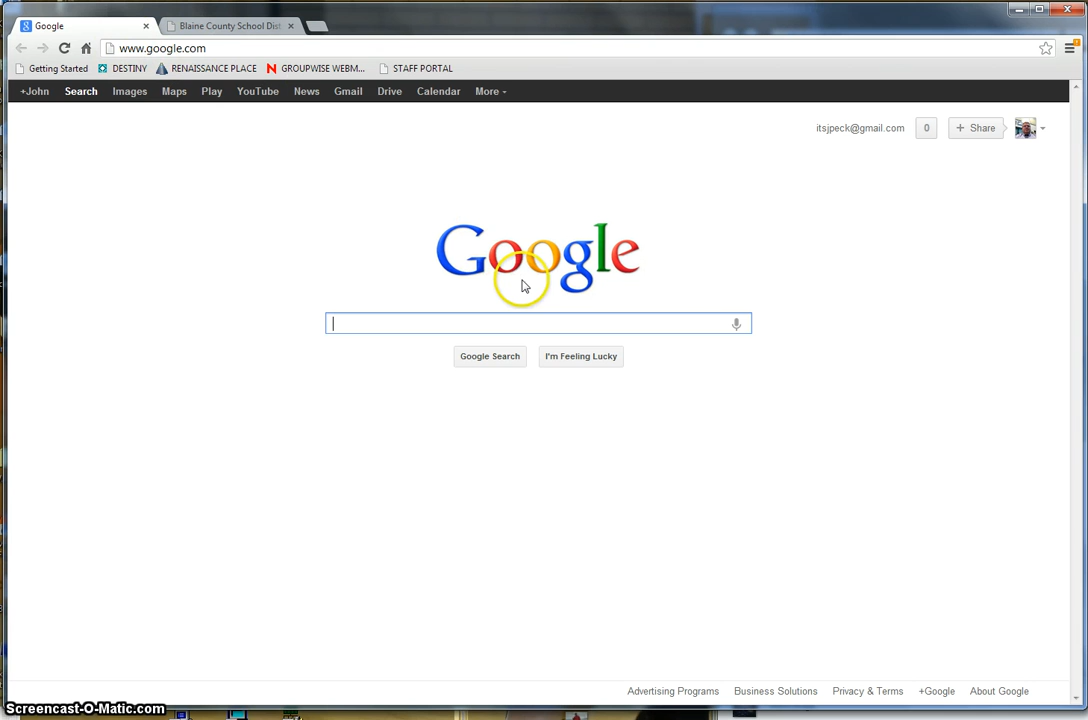 Google
Blaine County School Dist
www.google.com
Getting Started DESTINY RENAISSANCE PLACE GROUPWISE WEBM... STAFF PORTAL
+John Search Images Maps Play YouTube News Gmail Drive Calendar More
itsjpeck@gmail.com 0 + Share
Google
Google Search I'm Feeling Lucky
Advertising Programs Business Solutions Privacy & Terms +Google About Google
Screencast-O-Matic.com